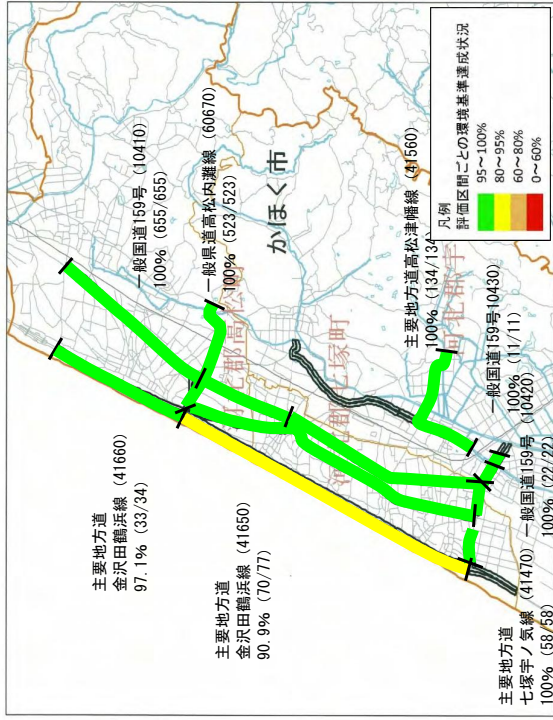 主要地方道
金沢田鶴浜線 (41660)
97.1% (33/34)
主要地方道
金沢田鶴浜線 (41650)
90.9% (70/77)
主要地方道
七塚宇ノ気線 (41470)
100% (58/58)
一般国道159号 (10410)
100% (655/655)
一般県道高松内灘線 (60670)
100% (523/523)
かほく市
主要地方道高松津幡線 (41560)
100% (134/134
一般国道159号10430)
100% (11/11)
一般国道159号 (10420)
100% (22/22)
凡例
評価区間ごとの環境基準達成状況
95～100%
80～95%
60～80%
0～60%